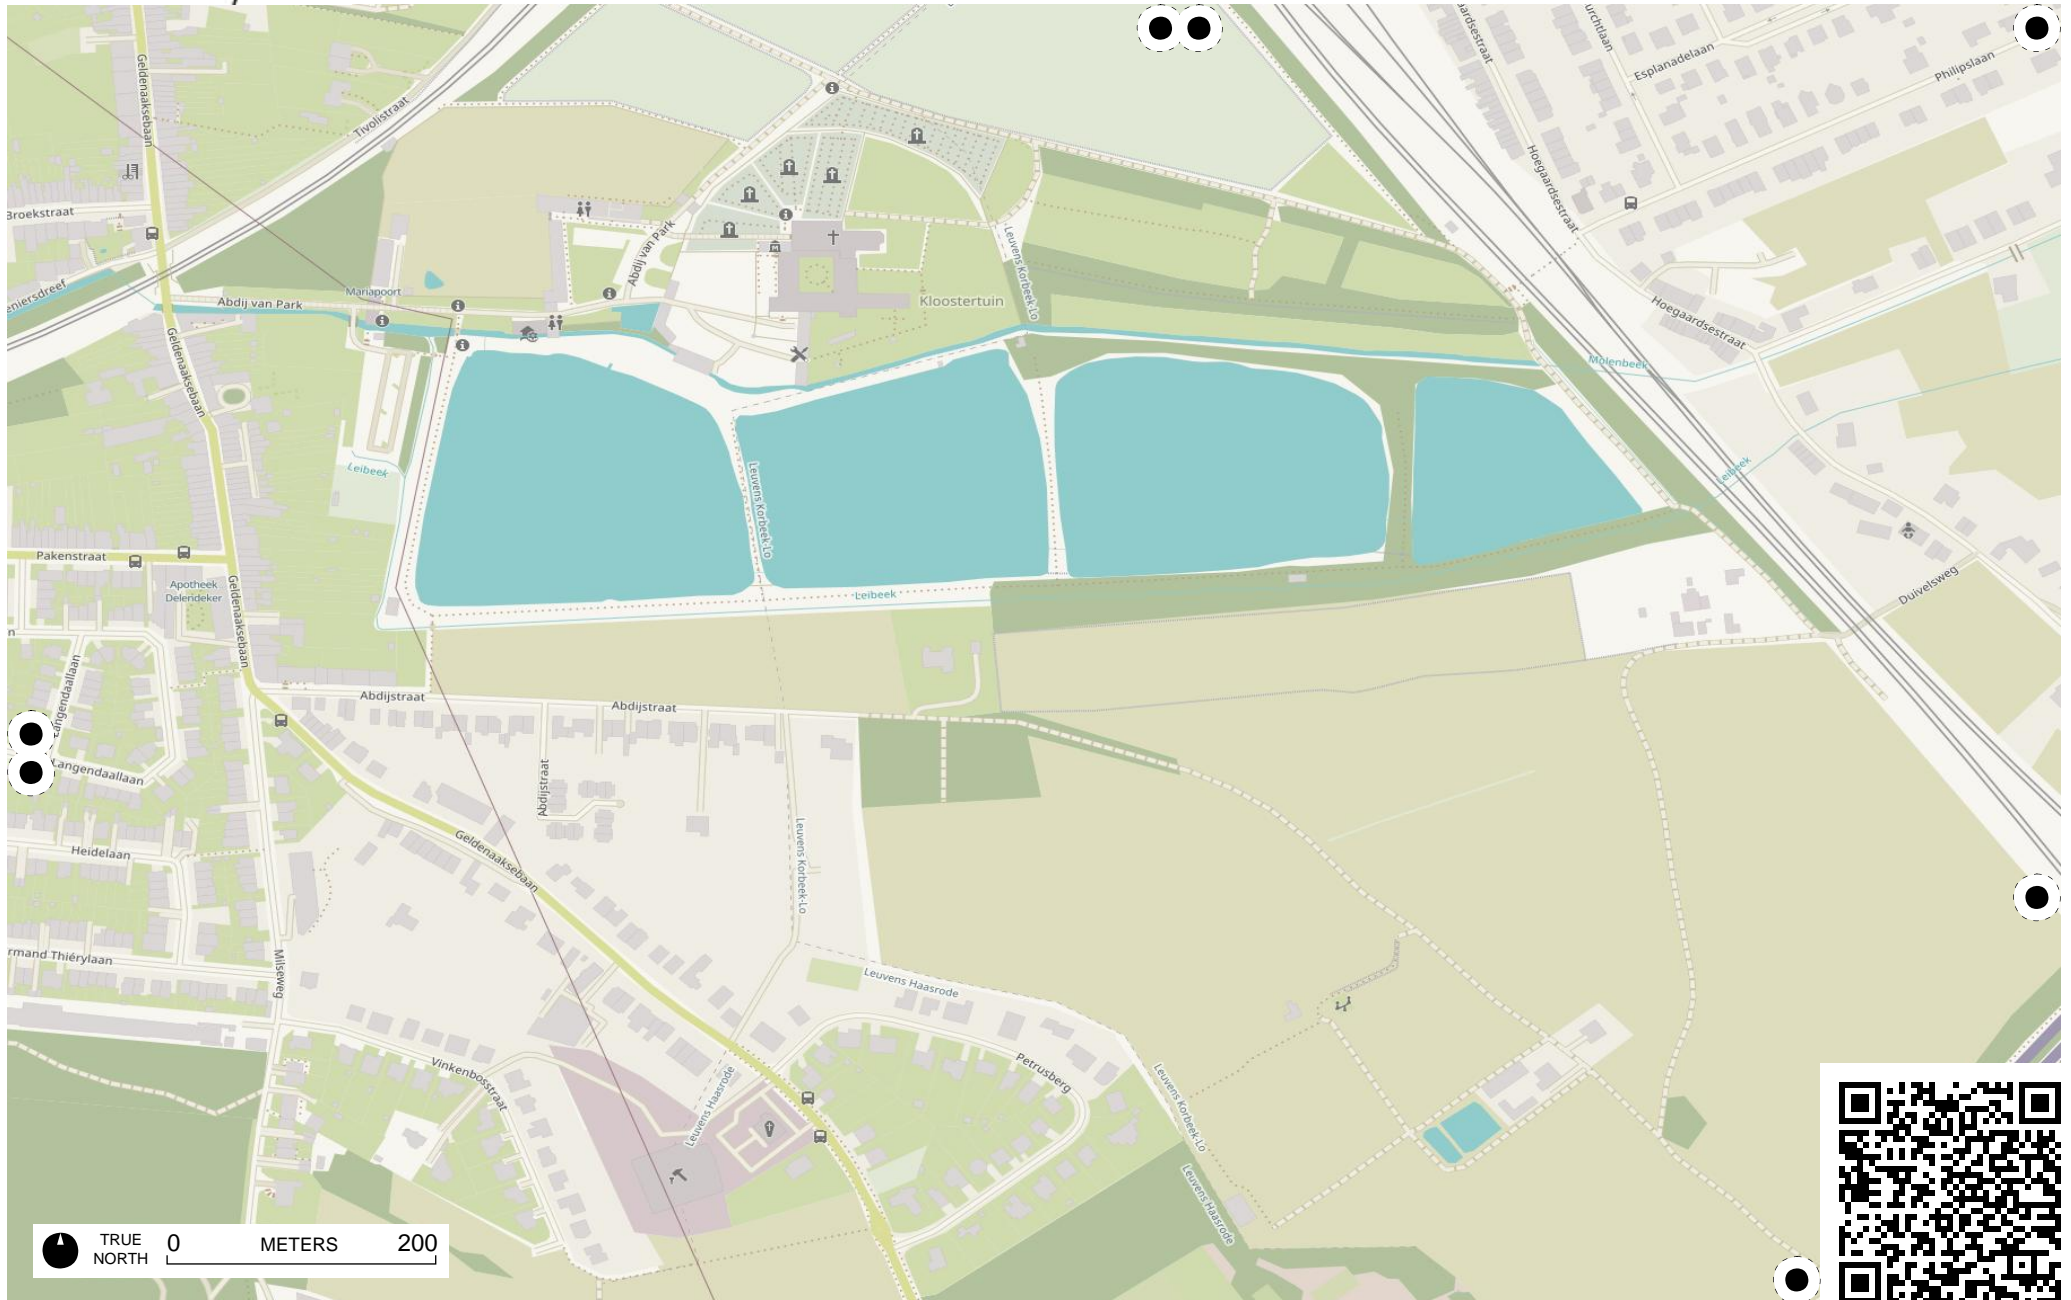 Geldenaaksebaan
Tivolistraat
Hoegaardsestraat
Esplanadelaan
Philipslaan
Broekstraat
Abdij van Park
Leuvens Korbeek-Lo
Kloostertuin
Mariapoort
Abdij van Park
Hoegaardsestraat
Geldenaaksebaan
Molenbeek
Leibeek
Leuvens Korbeek-Lo
Leibeek
Pakenstraat
Apotheek
Delendeker
Geldenaaksebaan
Leibeek
Duivelsweg
Langendaallaan
Abdijstraat
Abdijstraat
Langendaallaan
Abdijstraat
Leuvens Korbeek-Lo
Heidelaan
Geldenaaksebaan
rmand Thiérylaan
Milseweg
Leuvens Haasrode
Vinkenbosstraat
Petrusberg
Leuvens Haasrode
Leuvens Korbeek-Lo
Leuvens Haasrode
TRUE
NORTH
0 METERS 200